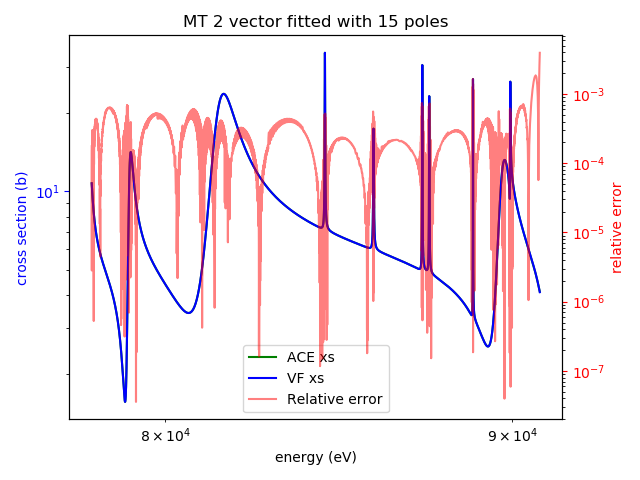 MT 2 vector fitted with 15 poles
cross section (b)
10¹
10⁻³
10⁻⁴
10⁻⁵
10⁻⁶
10⁻⁷
relative error
ACE xs
VF xs
Relative error
8 × 10⁴
9 × 10⁴
energy (eV)